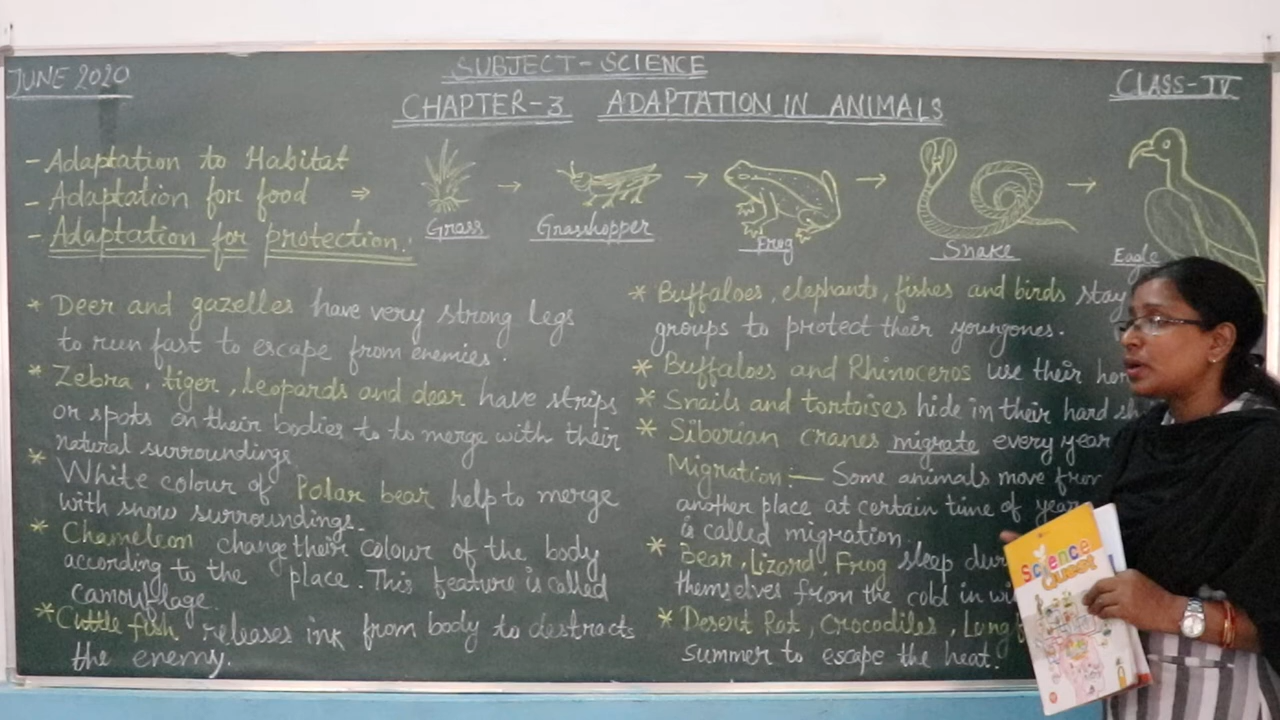 JUNE 2020
SUBJECT-SCIENCE
CLASS-IV
CHAPTER-3 ADAPTATION IN ANIMALS
- Adaptation to Habitat
- Adaptation for food ⇒
- Adaptation for protection.
Grass → Grasshopper → Frog → Snake → Eagle
* Deer and gazelles have very strong legs
to run fast to escape from enemies.
* Zebra, tiger, leopards and dear have strips
or spots on their bodies to to merge with their
natural surroundings.
* White colour of Polar bear help to merge
with snow surroundings.
* Chameleon change their colour of the body
according to the place. This feature is called
camouflage.
* Cuttle fish releases ink from body to destracts
the enemy.
* Buffaloes, elephants, fishes and birds stay
groups to protect their youngones.
* Buffaloes and Rhinoceros use their
* Snails and tortoises hide in their hard
* Siberian cranes migrate every year
Migration :- Some animals move
another place at certain time of year
is called migration.
* Bear, Lizard, Frog sleep
themselves from the cold in
* Desert Rat, Crocodiles,
summer to escape the heat.
Science
Quest